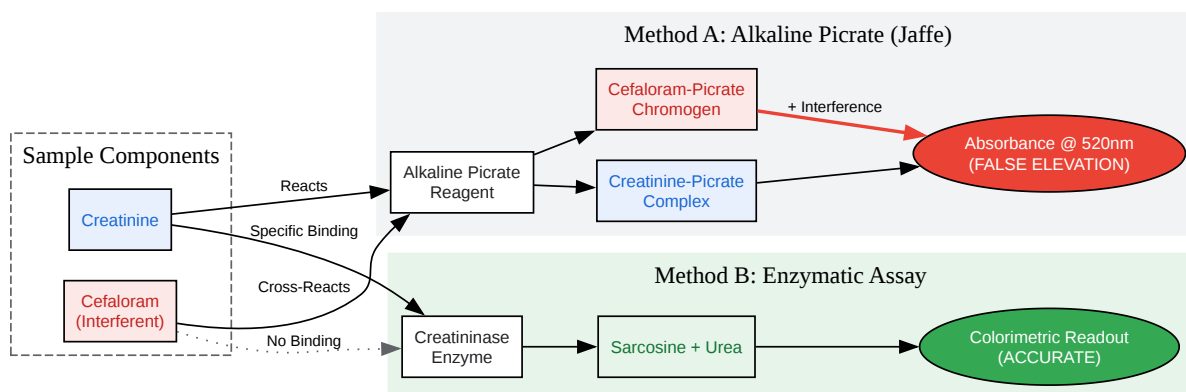 Method A: Alkaline Picrate (Jaffe)
Cefaloram-Picrate
Chromogen
+ Interference
Absorbance @ 520nm
(FALSE ELEVATION)
Sample Components
Creatinine
Reacts
Alkaline Picrate
Reagent
Creatinine-Picrate
Complex
Specific Binding
Cefaloram
(Interferent)
Cross-Reacts
No Binding
Method B: Enzymatic Assay
Creatininase
Enzyme
Sarcosine + Urea
Colorimetric Readout
(ACCURATE)